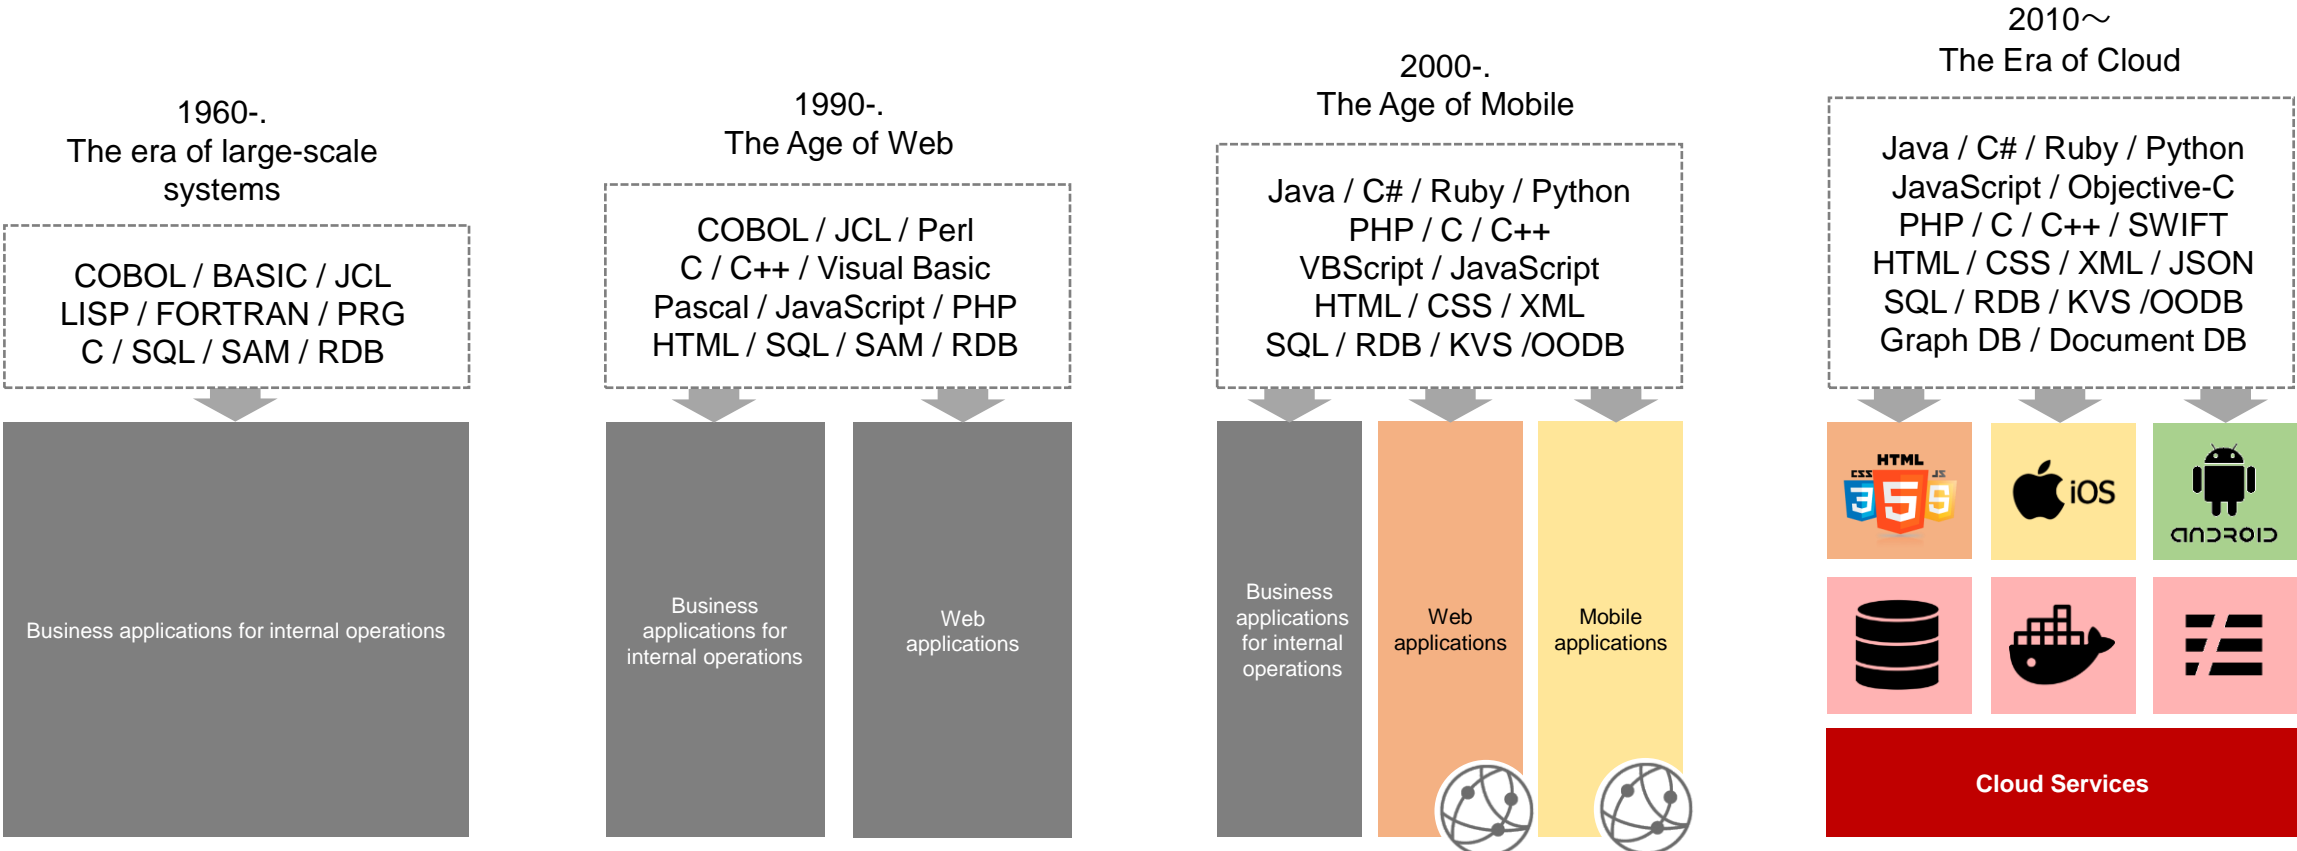 1960-.
The era of large-scale
systems
COBOL / BASIC / JCL
LISP / FORTRAN / PRG
C / SQL / SAM / RDB
Business applications for internal operations
1990-.
The Age of Web
COBOL / JCL / Perl
C / C++ / Visual Basic
Pascal / JavaScript / PHP
HTML / SQL / SAM / RDB
Business
applications for
internal operations
Web
applications
2000-.
The Age of Mobile
Java / C# / Ruby / Python
PHP / C / C++
VBScript / JavaScript
HTML / CSS / XML
SQL / RDB / KVS /OODB
Business
applications
for internal
operations
Web
applications
Mobile
applications
2010～
The Era of Cloud
Java / C# / Ruby / Python
JavaScript / Objective-C
PHP / C / C++ / SWIFT
HTML / CSS / XML / JSON
SQL / RDB / KVS /OODB
Graph DB / Document DB
HTML
CSS JS
3 5 5
iOS
ANDROID
Cloud Services